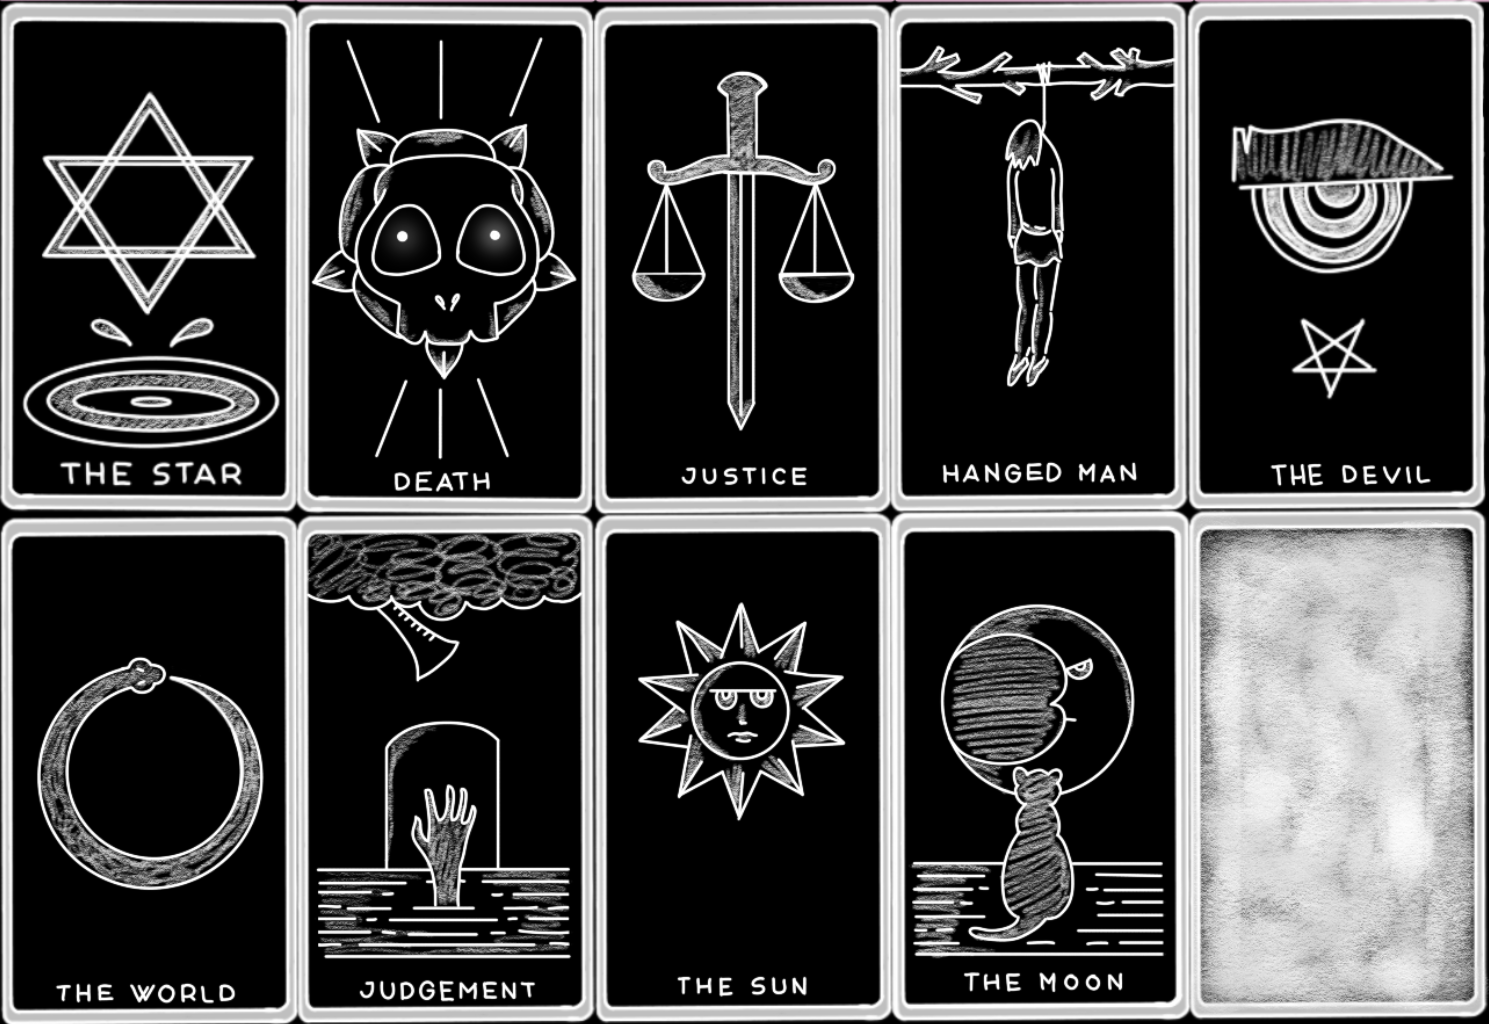 THE STAR
DEATH
JUSTICE
HANGED MAN
THE DEVIL
THE WORLD
JUDGEMENT
THE SUN
THE MOON